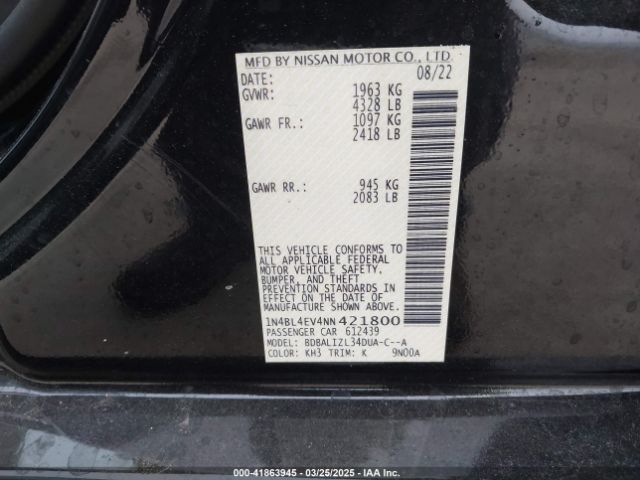 MFD BY NISSAN MOTOR CO., LTD.
DATE: 08/22
GVWR: 1963 KG
4328 LB
GAWR FR.: 1097 KG
2418 LB
GAWR RR.: 945 KG
2083 LB
THIS VEHICLE CONFORMS TO
ALL APPLICABLE FEDERAL
MOTOR VEHICLE SAFETY,
BUMPER, AND THEFT
PREVENTION STANDARDS IN
EFFECT ON THE DATE OF
MANUFACTURE SHOWN ABOVE.
1N4BL4EV4NN421800
PASSENGER CAR 612439
MODEL: BDBALIZL34DUA-C--A
COLOR: KH3 TRIM: K 9N00A
000-41863945 - 03/25/2025 - IAA Inc.